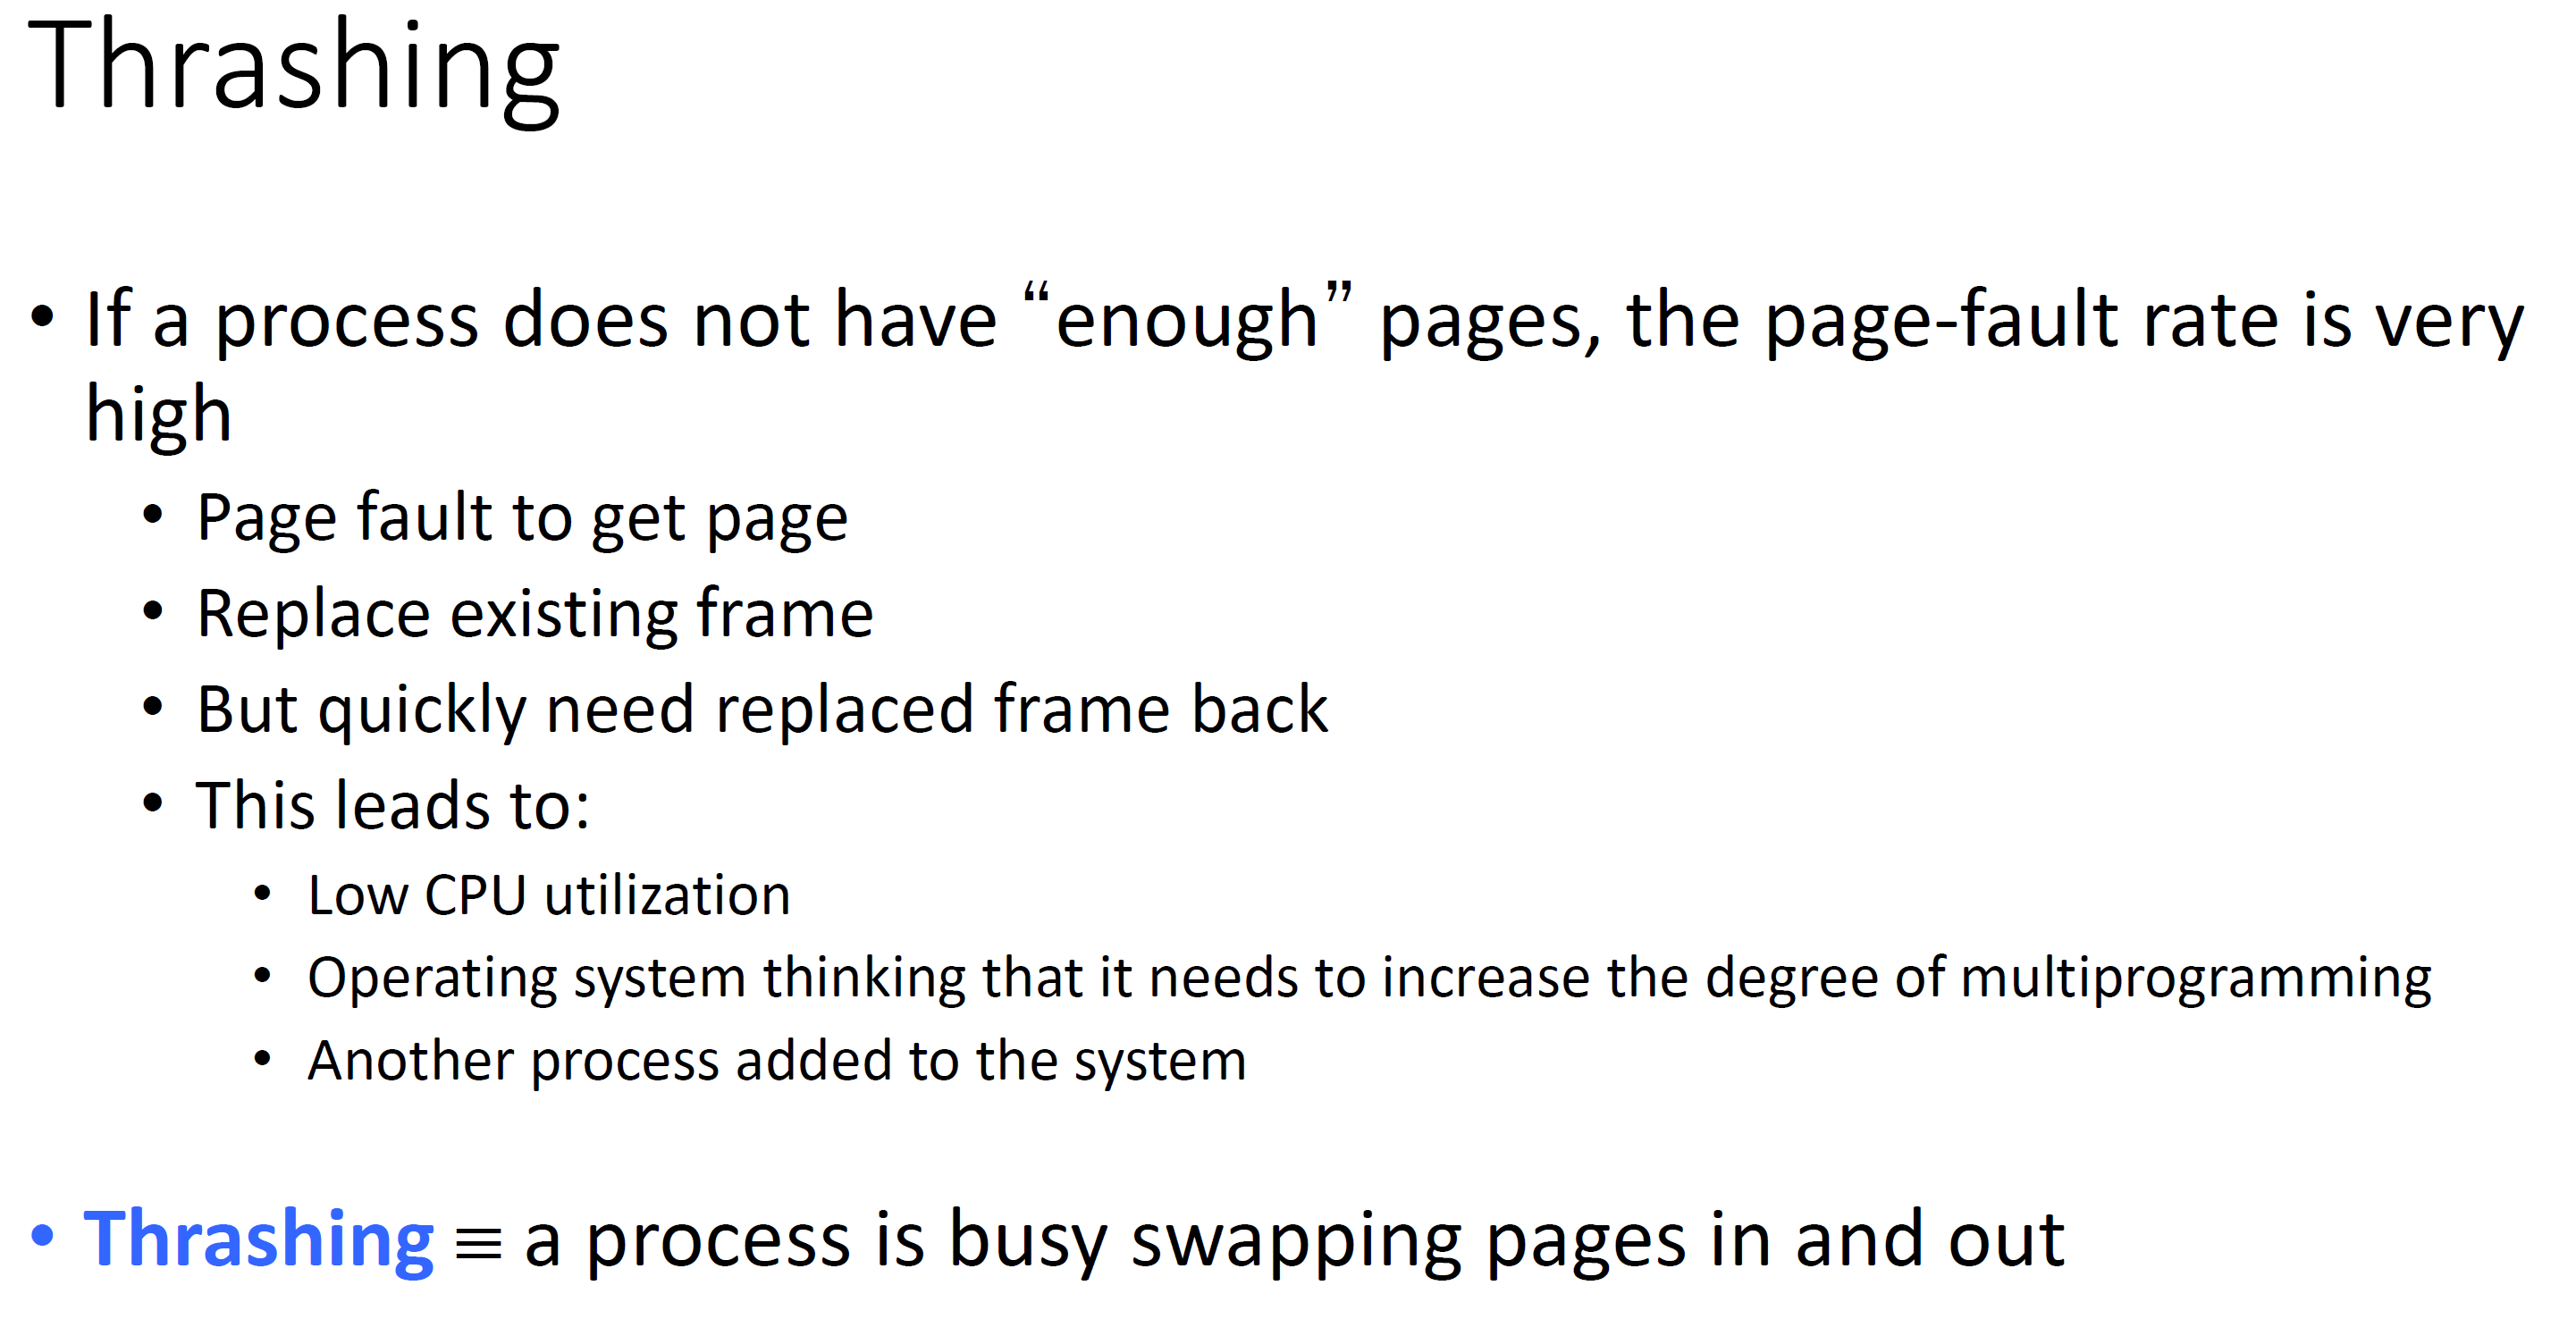 Thrashing
• If a process does not have “enough” pages, the page-fault rate is very
high
• Page fault to get page
• Replace existing frame
• But quickly need replaced frame back
• This leads to:
• Low CPU utilization
• Operating system thinking that it needs to increase the degree of multiprogramming
• Another process added to the system
• Thrashing ≡ a process is busy swapping pages in and out